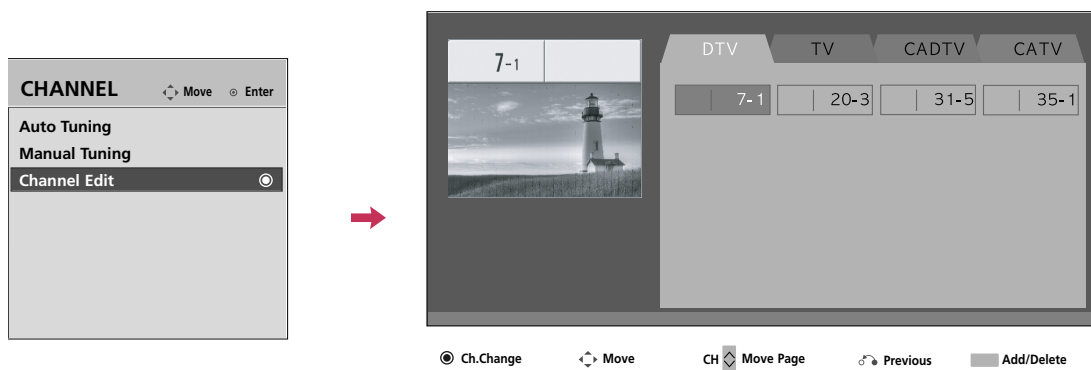 CHANNEL Move Enter
Auto Tuning
Manual Tuning
Channel Edit
7-1
DTV TV CADTV CATV
7-1 20-3 31-5 35-1
Ch.Change Move CH Move Page Previous Add/Delete